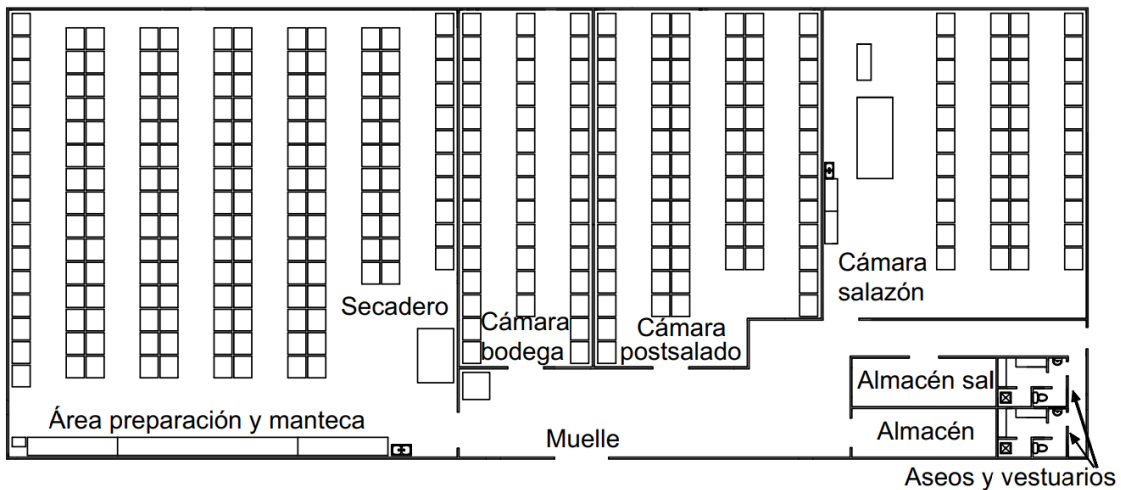 Secadero
Cámara
bodega
Cámara
postsalado
Cámara
salazón
Área preparación y manteca
Muelle
Almacén sal
Almacén
Aseos y vestuarios